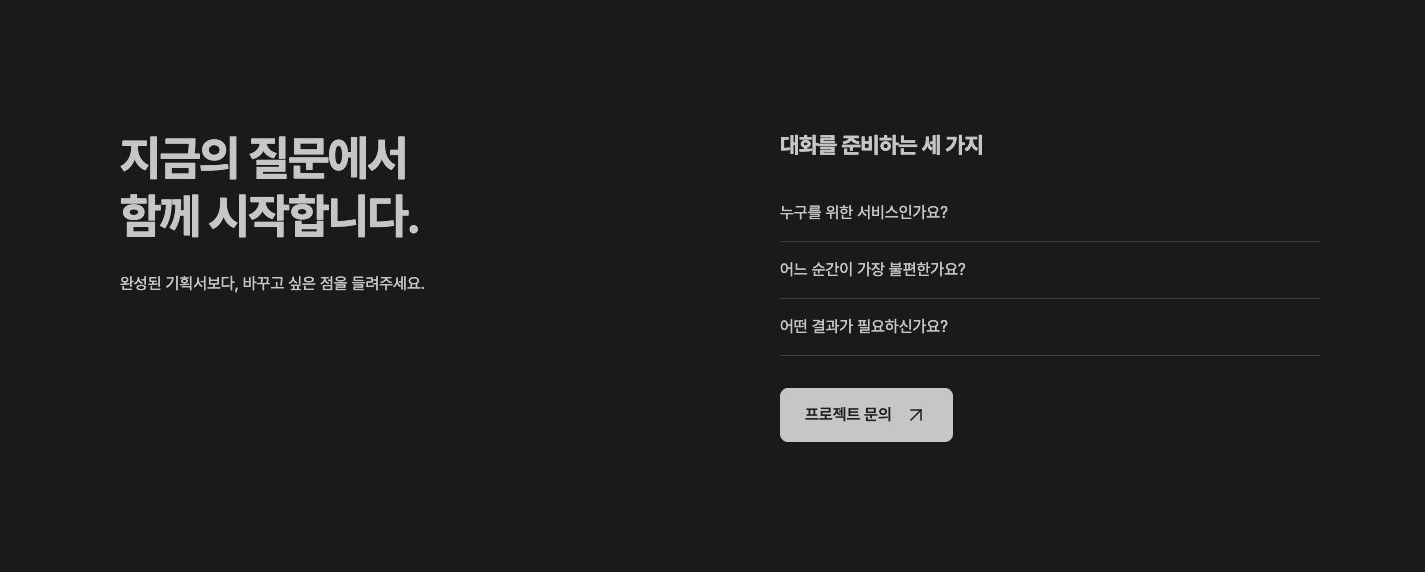 지금의 질문에서
함께 시작합니다.
완성된 기획서보다, 바꾸고 싶은 점을 들려주세요.
대화를 준비하는 세 가지
누구를 위한 서비스인가요?
어느 순간이 가장 불편한가요?
어떤 결과가 필요하신가요?
프로젝트 문의